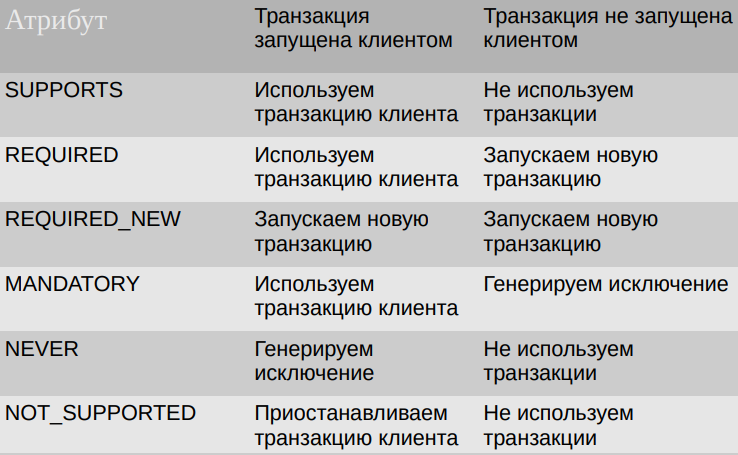 Атрибут
Транзакция
запущена клиентом
Транзакция не запущена
клиентом
SUPPORTS
Используем
транзакцию клиента
Не используем
транзакции
REQUIRED
Используем
транзакцию клиента
Запускаем новую
транзакцию
REQUIRED_NEW
Запускаем новую
транзакцию
Запускаем новую
транзакцию
MANDATORY
Используем
транзакцию клиента
Генерируем исключение
NEVER
Генерируем
исключение
Не используем
транзакции
NOT_SUPPORTED
Приостанавливаем
транзакцию клиента
Не используем
транзакции